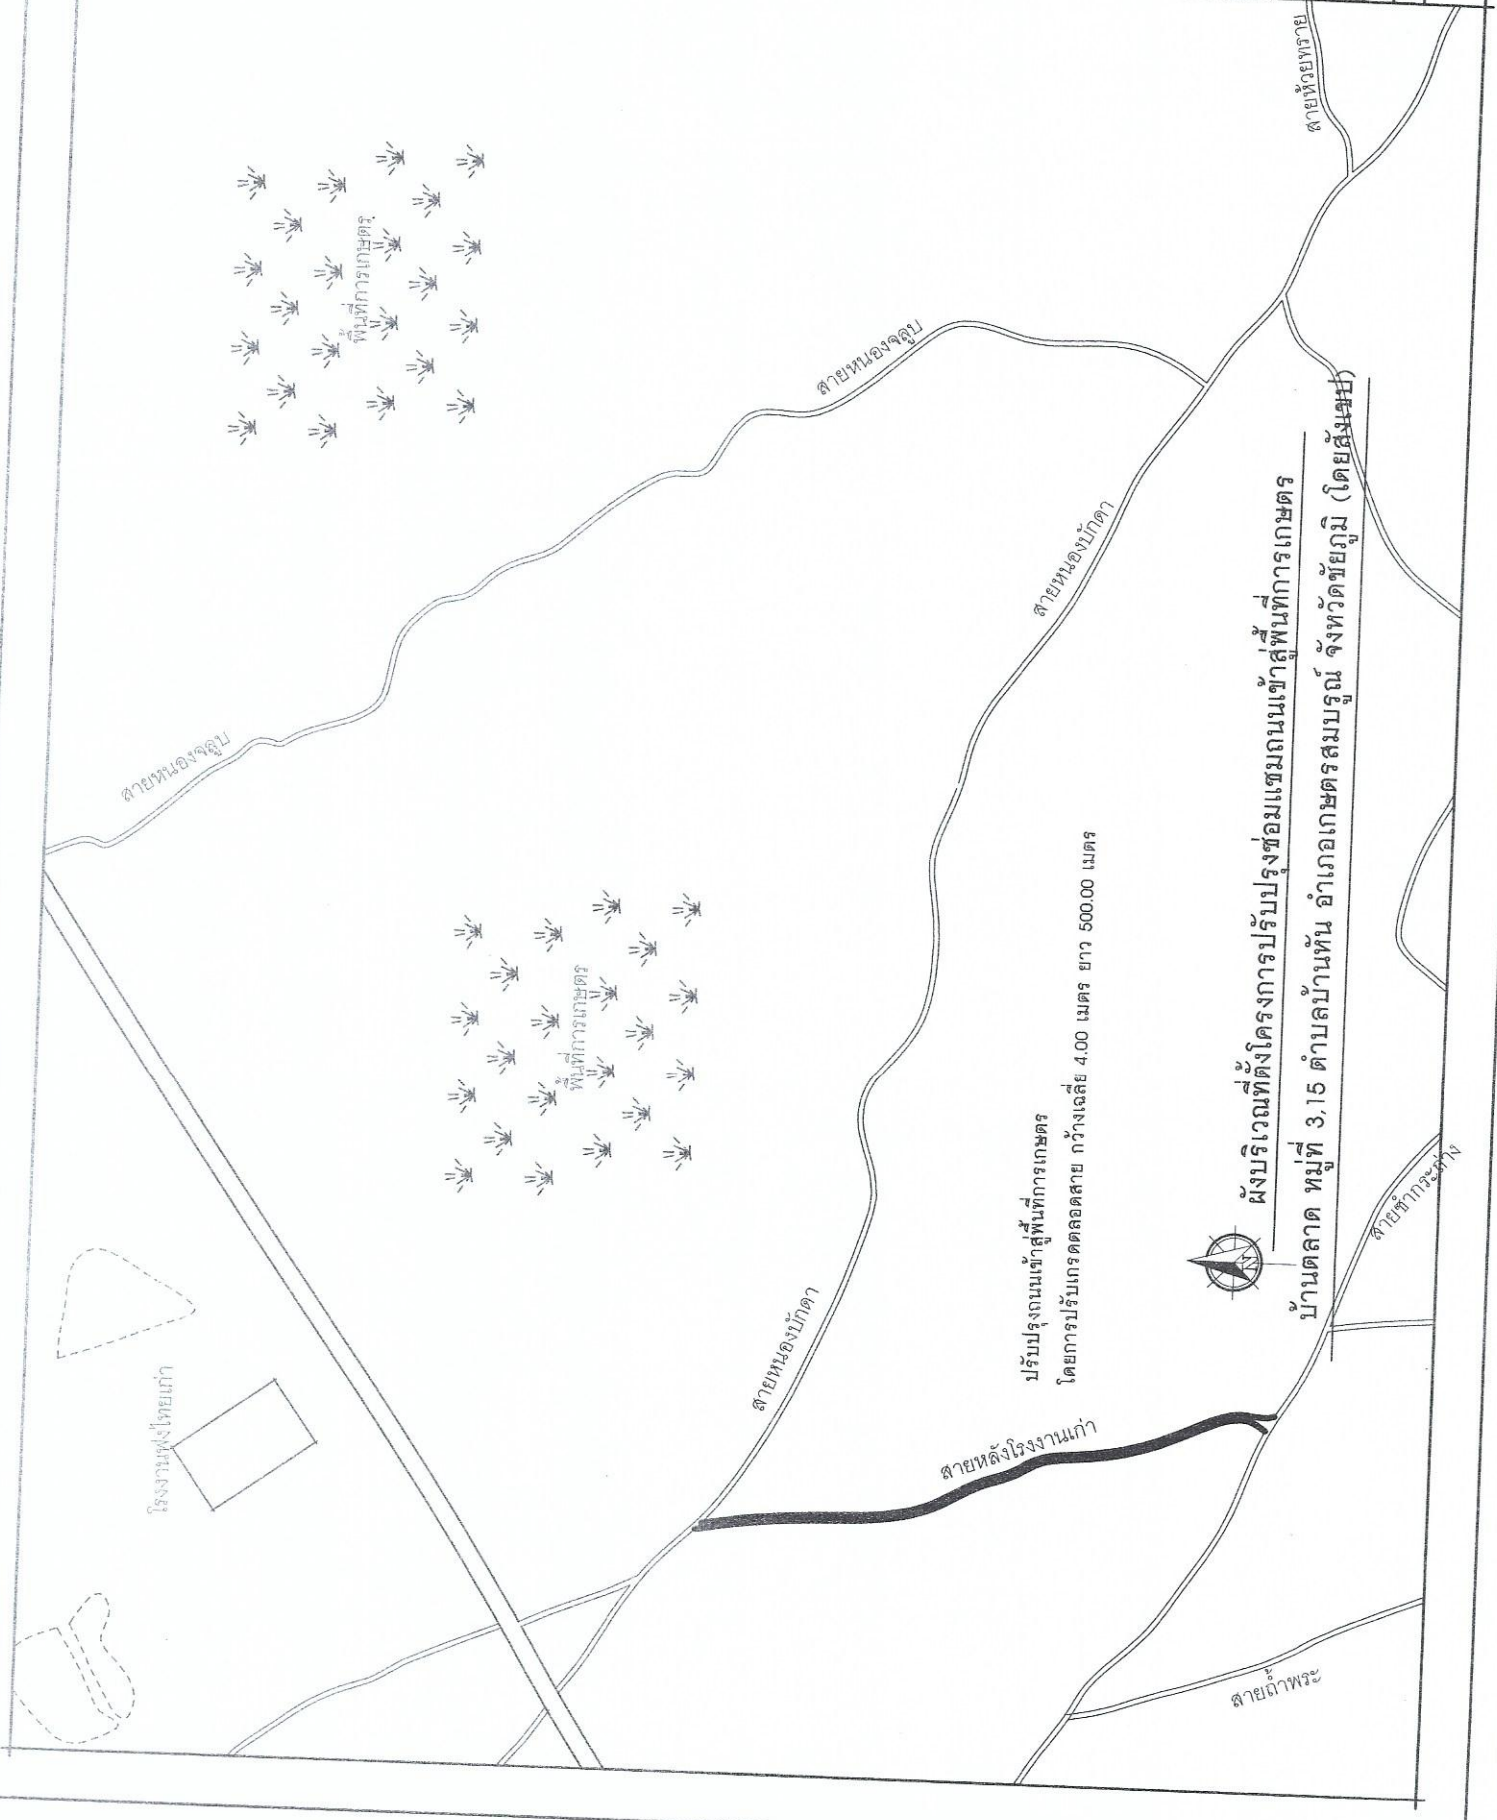 โรงงานฟุ่งไทยเก่า
สายหนองจลูบ
สายหนองจลูบ
พื้นที่การเกษตร
พื้นที่การเกษตร
สายหนองบักดา
สายหนองบักดา
สายห้วยทราย
สายหลังโรงงานเก่า
ปรับปรุงถนนเข้าสู่พื้นที่การเกษตร
โดยการปรับเกรดตลอดสาย กว้างเฉลี่ย 4.00 เมตร ยาว 500.00 เมตร
สายถ้ำพระ
สายซำกระด่าง
N
ผังบริเวณที่ตั้งโครงการปรับปรุงซ่อมแซมถนนเข้าสู่พื้นที่การเกษตร
บ้านตลาด หมู่ที่ 3,15 ตำบลบ้านหัน อำเภอเกษตรสมบรูณ์ จังหวัดชัยภูมิ (โดยสังเขป)